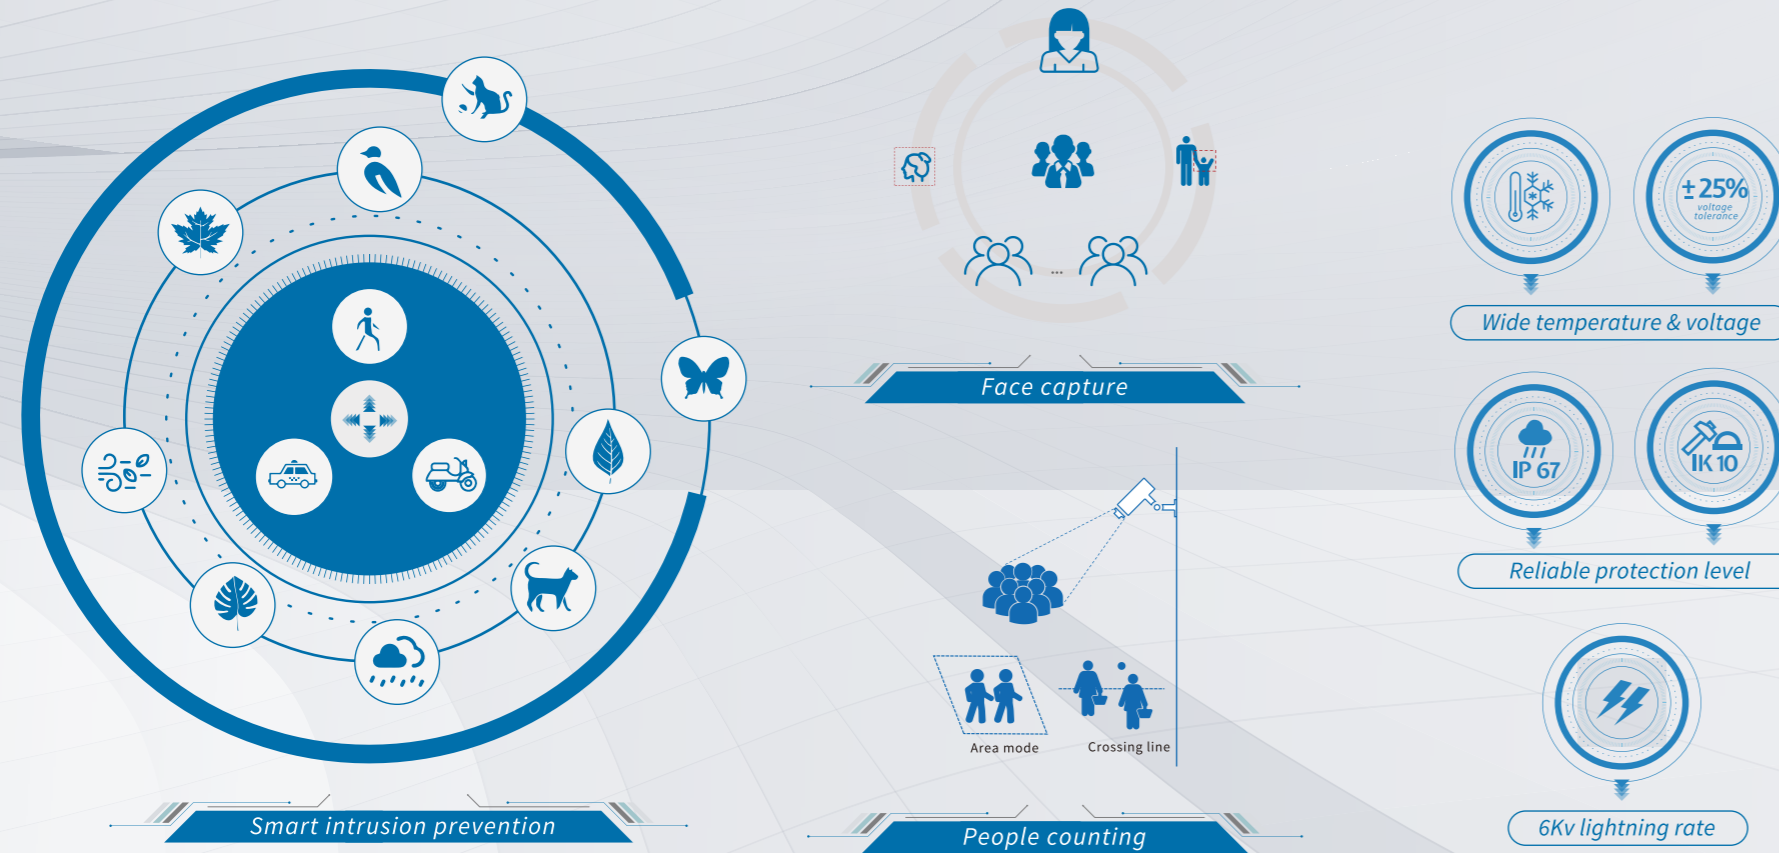 Smart intrusion prevention
Face capture
Area mode
Crossing line
People counting
± 25%
voltage
tolerance
Wide temperature & voltage
IP 67
IK 10
Reliable protection level
6Kv lightning rate